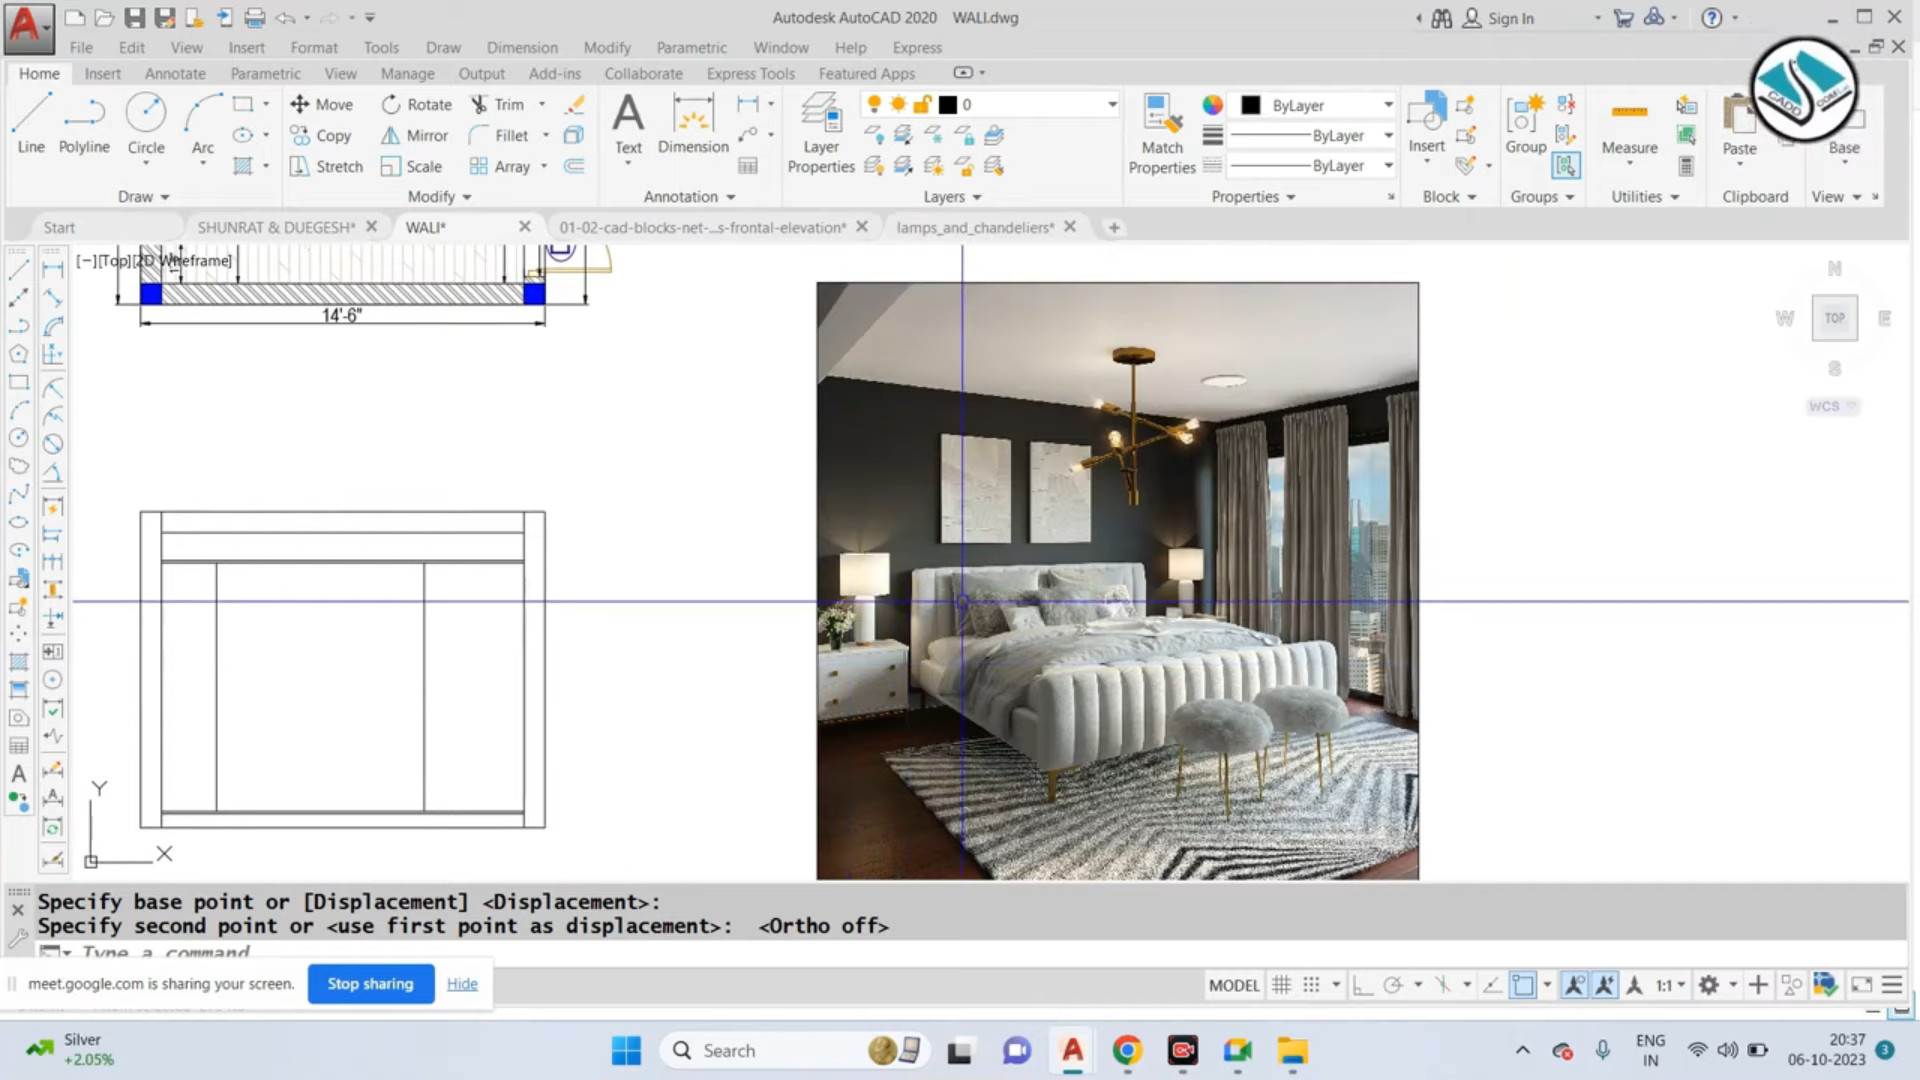 Autodesk AutoCAD 2020 WALI.dwg
Sign In
File Edit View Insert Format Tools Draw Dimension Modify Parametric Window Help Express
Home Insert Annotate Parametric View Manage Output Add-ins Collaborate Express Tools Featured Apps
Line Polyline Circle Arc
Move Rotate Trim
Copy Mirror Fillet
Stretch Scale Array
Text Dimension
Layer Properties
0
Match Properties
ByLayer
ByLayer
ByLayer
Insert
Group
Measure
Paste
Base
CADD
Draw Modify Annotation Layers Properties Block Groups Utilities Clipboard View
Start SHUNRAT & DUEGESH* WALI* 01-02-cad-blocks-net-...s-frontal-elevation* lamps_and_chandeliers*
[−][Top][2D Wireframe]
14'-6"
N
W TOP E
S
WCS
Y
X
Specify base point or [Displacement] <Displacement>:
Specify second point or <use first point as displacement>: <Ortho off>
Type a command
meet.google.com is sharing your screen. Stop sharing Hide
MODEL 1:1
Silver
+2.05%
Search
ENG
IN
20:37
06-10-2023
3